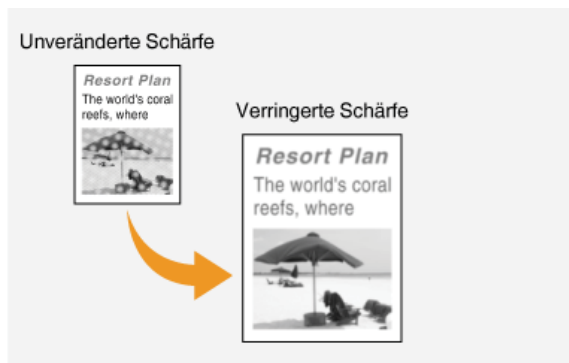 Unveränderte Schärfe
Resort Plan
The world's coral
reefs, where
Verringerte Schärfe
Resort Plan
The world's coral
reefs, where